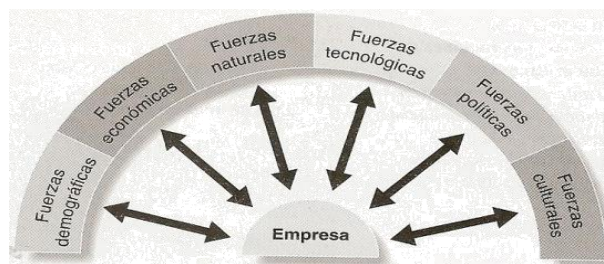 Fuerzas
demográficas
Fuerzas
económicas
Fuerzas
naturales
Fuerzas
tecnológicas
Fuerzas
políticas
Fuerzas
culturales
Empresa